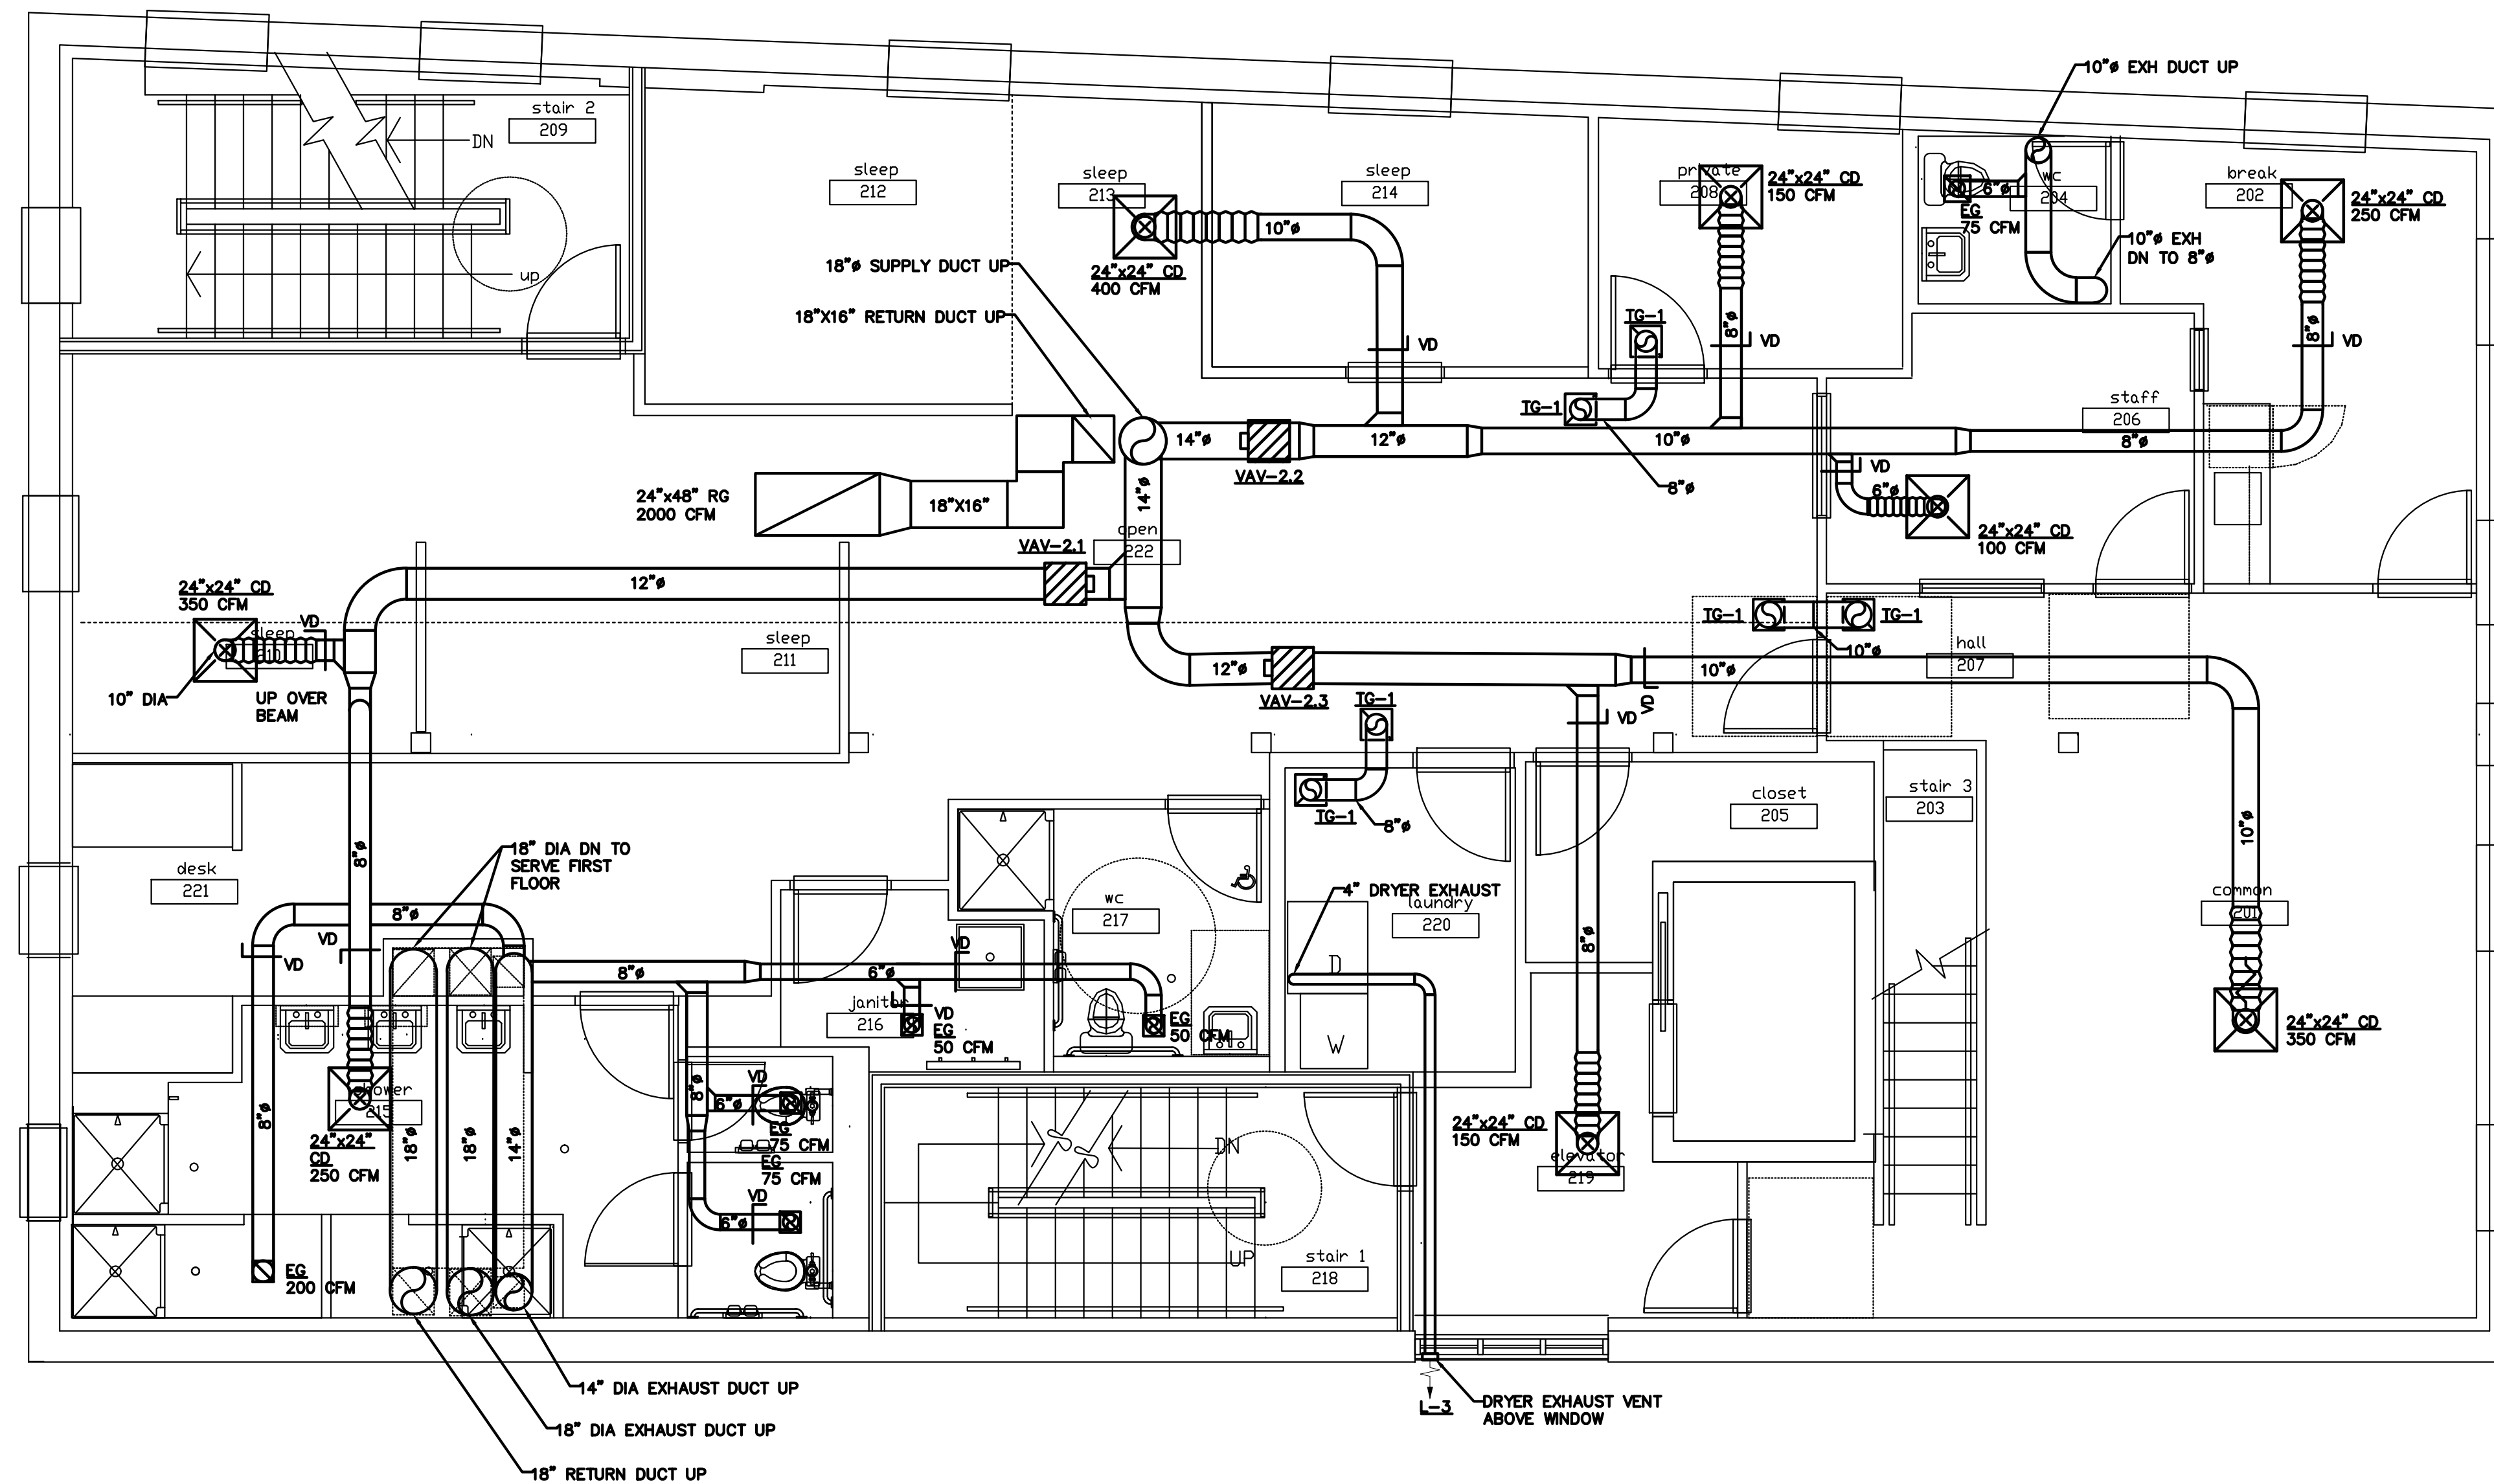 10"ø EXH DUCT UP
stair 2
209
DN
up
sleep
212
sleep
213
sleep
214
private
208
24"x24" CD
150 CFM
6"ø
wc
204
EG
75 CFM
break
202
24"x24" CD
250 CFM
10"ø EXH
DN TO 8"ø
10"ø
24"x24" CD
400 CFM
18"ø SUPPLY DUCT UP
18"X16" RETURN DUCT UP
VD
TG-1
8"ø
VD
8"ø
VD
TG-1
staff
206
14"ø
12"ø
10"ø
8"ø
VAV-2.2
8"ø
VD
6"ø
24"x24" CD
100 CFM
24"x48" RG
2000 CFM
18"X16"
14"ø
open
222
VAV-2.1
12"ø
24"x24" CD
350 CFM
VD
sleep
210
10" DIA
UP OVER
BEAM
sleep
211
TG-1
TG-1
10"ø
hall
207
12"ø
10"ø
VAV-2.3
TG-1
VD
VD
TG-1
8"ø
closet
205
stair 3
203
10"ø
common
201
24"x24" CD
350 CFM
8"ø
18" DIA DN TO
SERVE FIRST
FLOOR
desk
221
8"ø
VD
VD
wc
217
4" DRYER EXHAUST
laundry
220
D
W
8"ø
VD
8"ø
6"ø
janitor
216
VD
EG
50 CFM
EG
50 CFM
shower
215
24"x24"
CD
250 CFM
8"ø
18"ø
18"ø
14"ø
8"ø
VD
6"ø
EG
75 CFM
EG
75 CFM
VD
6"ø
EG
200 CFM
DN
UP
stair 1
218
24"x24" CD
150 CFM
elevator
219
14" DIA EXHAUST DUCT UP
18" DIA EXHAUST DUCT UP
18" RETURN DUCT UP
L-3
DRYER EXHAUST VENT
ABOVE WINDOW